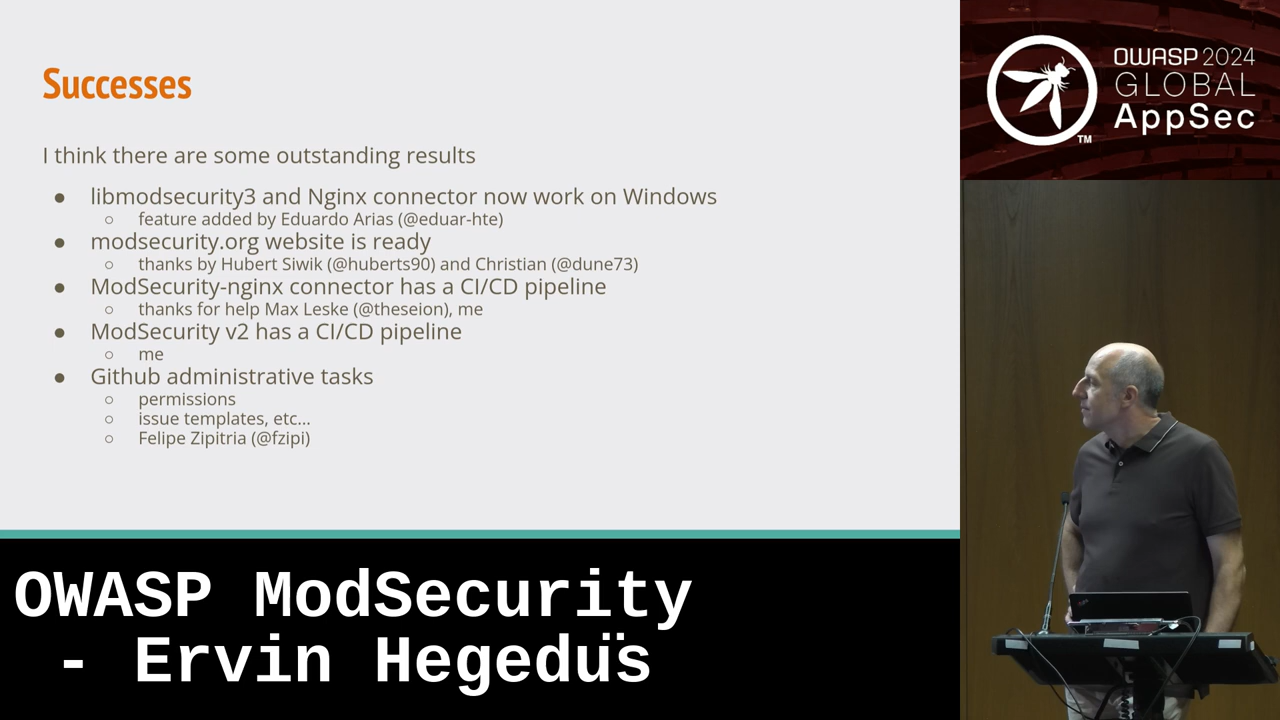 Successes
I think there are some outstanding results
● libmodsecurity3 and Nginx connector now work on Windows
○ feature added by Eduardo Arias (@eduar-hte)
● modsecurity.org website is ready
○ thanks by Hubert Siwik (@huberts90) and Christian (@dune73)
● ModSecurity-nginx connector has a CI/CD pipeline
○ thanks for help Max Leske (@theseion), me
● ModSecurity v2 has a CI/CD pipeline
○ me
● Github administrative tasks
○ permissions
○ issue templates, etc...
○ Felipe Zipitria (@fzipi)
OWASP ModSecurity
- Ervin Hegedüs
OWASP 2024
GLOBAL
AppSec
TM